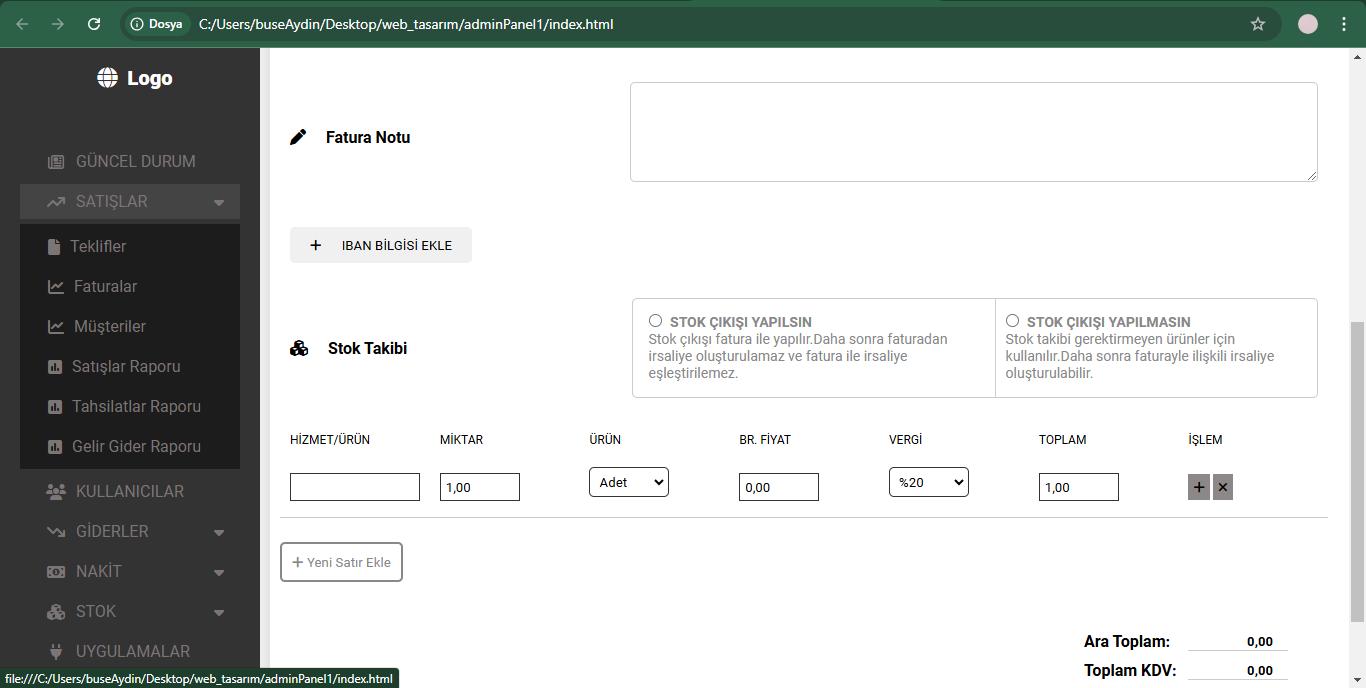 Dosya C:/Users/buseAydin/Desktop/web_tasarım/adminPanel1/index.html
Logo
GÜNCEL DURUM
SATIŞLAR
Teklifler
Faturalar
Müşteriler
Satışlar Raporu
Tahsilatlar Raporu
Gelir Gider Raporu
KULLANICILAR
GİDERLER
NAKİT
STOK
UYGULAMALAR
Fatura Notu
+ IBAN BİLGİSİ EKLE
Stok Takibi
STOK ÇIKIŞI YAPILSIN
Stok çıkışı fatura ile yapılır.Daha sonra faturadan
irsaliye oluşturulamaz ve fatura ile irsaliye
eşleştirilemez.
STOK ÇIKIŞI YAPILMASIN
Stok takibi gerektirmeyen ürünler için
kullanılır.Daha sonra faturayle ilişkili irsaliye
oluşturulabilir.
HİZMET/ÜRÜN MİKTAR ÜRÜN BR. FİYAT VERGİ TOPLAM İŞLEM
1,00 Adet 0,00 %20 1,00 + ×
+ Yeni Satır Ekle
Ara Toplam: 0,00
Toplam KDV: 0,00
file:///C:/Users/buseAydin/Desktop/web_tasarım/adminPanel1/index.html